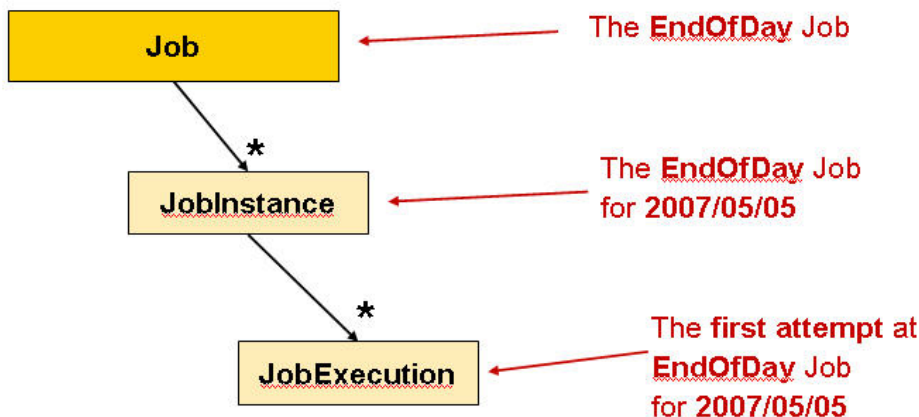 Job
The EndOfDay Job
*
JobInstance
The EndOfDay Job
for 2007/05/05
*
JobExecution
The first attempt at
EndOfDay Job
for 2007/05/05